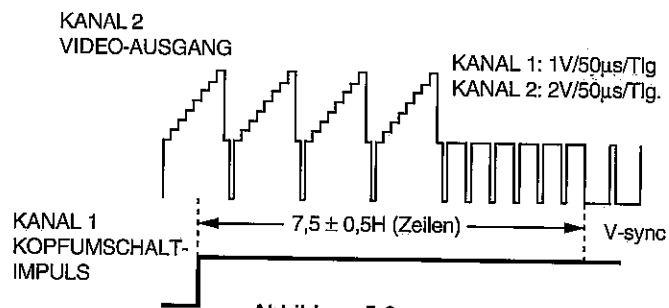 KANAL 2
VIDEO-AUSGANG
KANAL 1: 1V/50µs/Tlg
KANAL 2: 2V/50µs/Tlg.
7,5 ± 0,5H (Zeilen)
V-sync
KANAL 1
KOPFUMSCHALT-
IMPULS